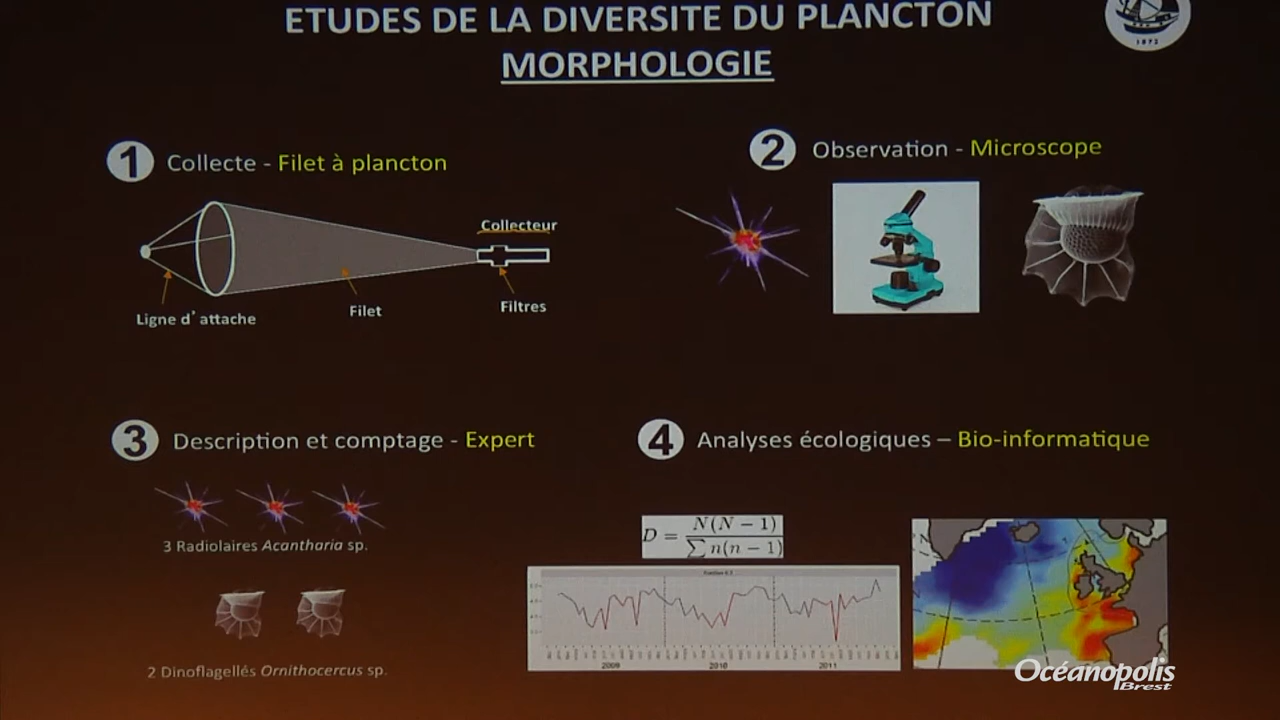 ETUDES DE LA DIVERSITE DU PLANCTON
MORPHOLOGIE
1872
1 Collecte - Filet à plancton
Collecteur
Ligne d'attache
Filet
Filtres
2 Observation - Microscope
3 Description et comptage - Expert
3 Radiolaires Acantharia sp.
2 Dinoflagellés Ornithocercus sp.
4 Analyses écologiques – Bio-informatique
D = N(N − 1) / ∑ n(n − 1)
2009 2010 2011
Océanopolis
Brest